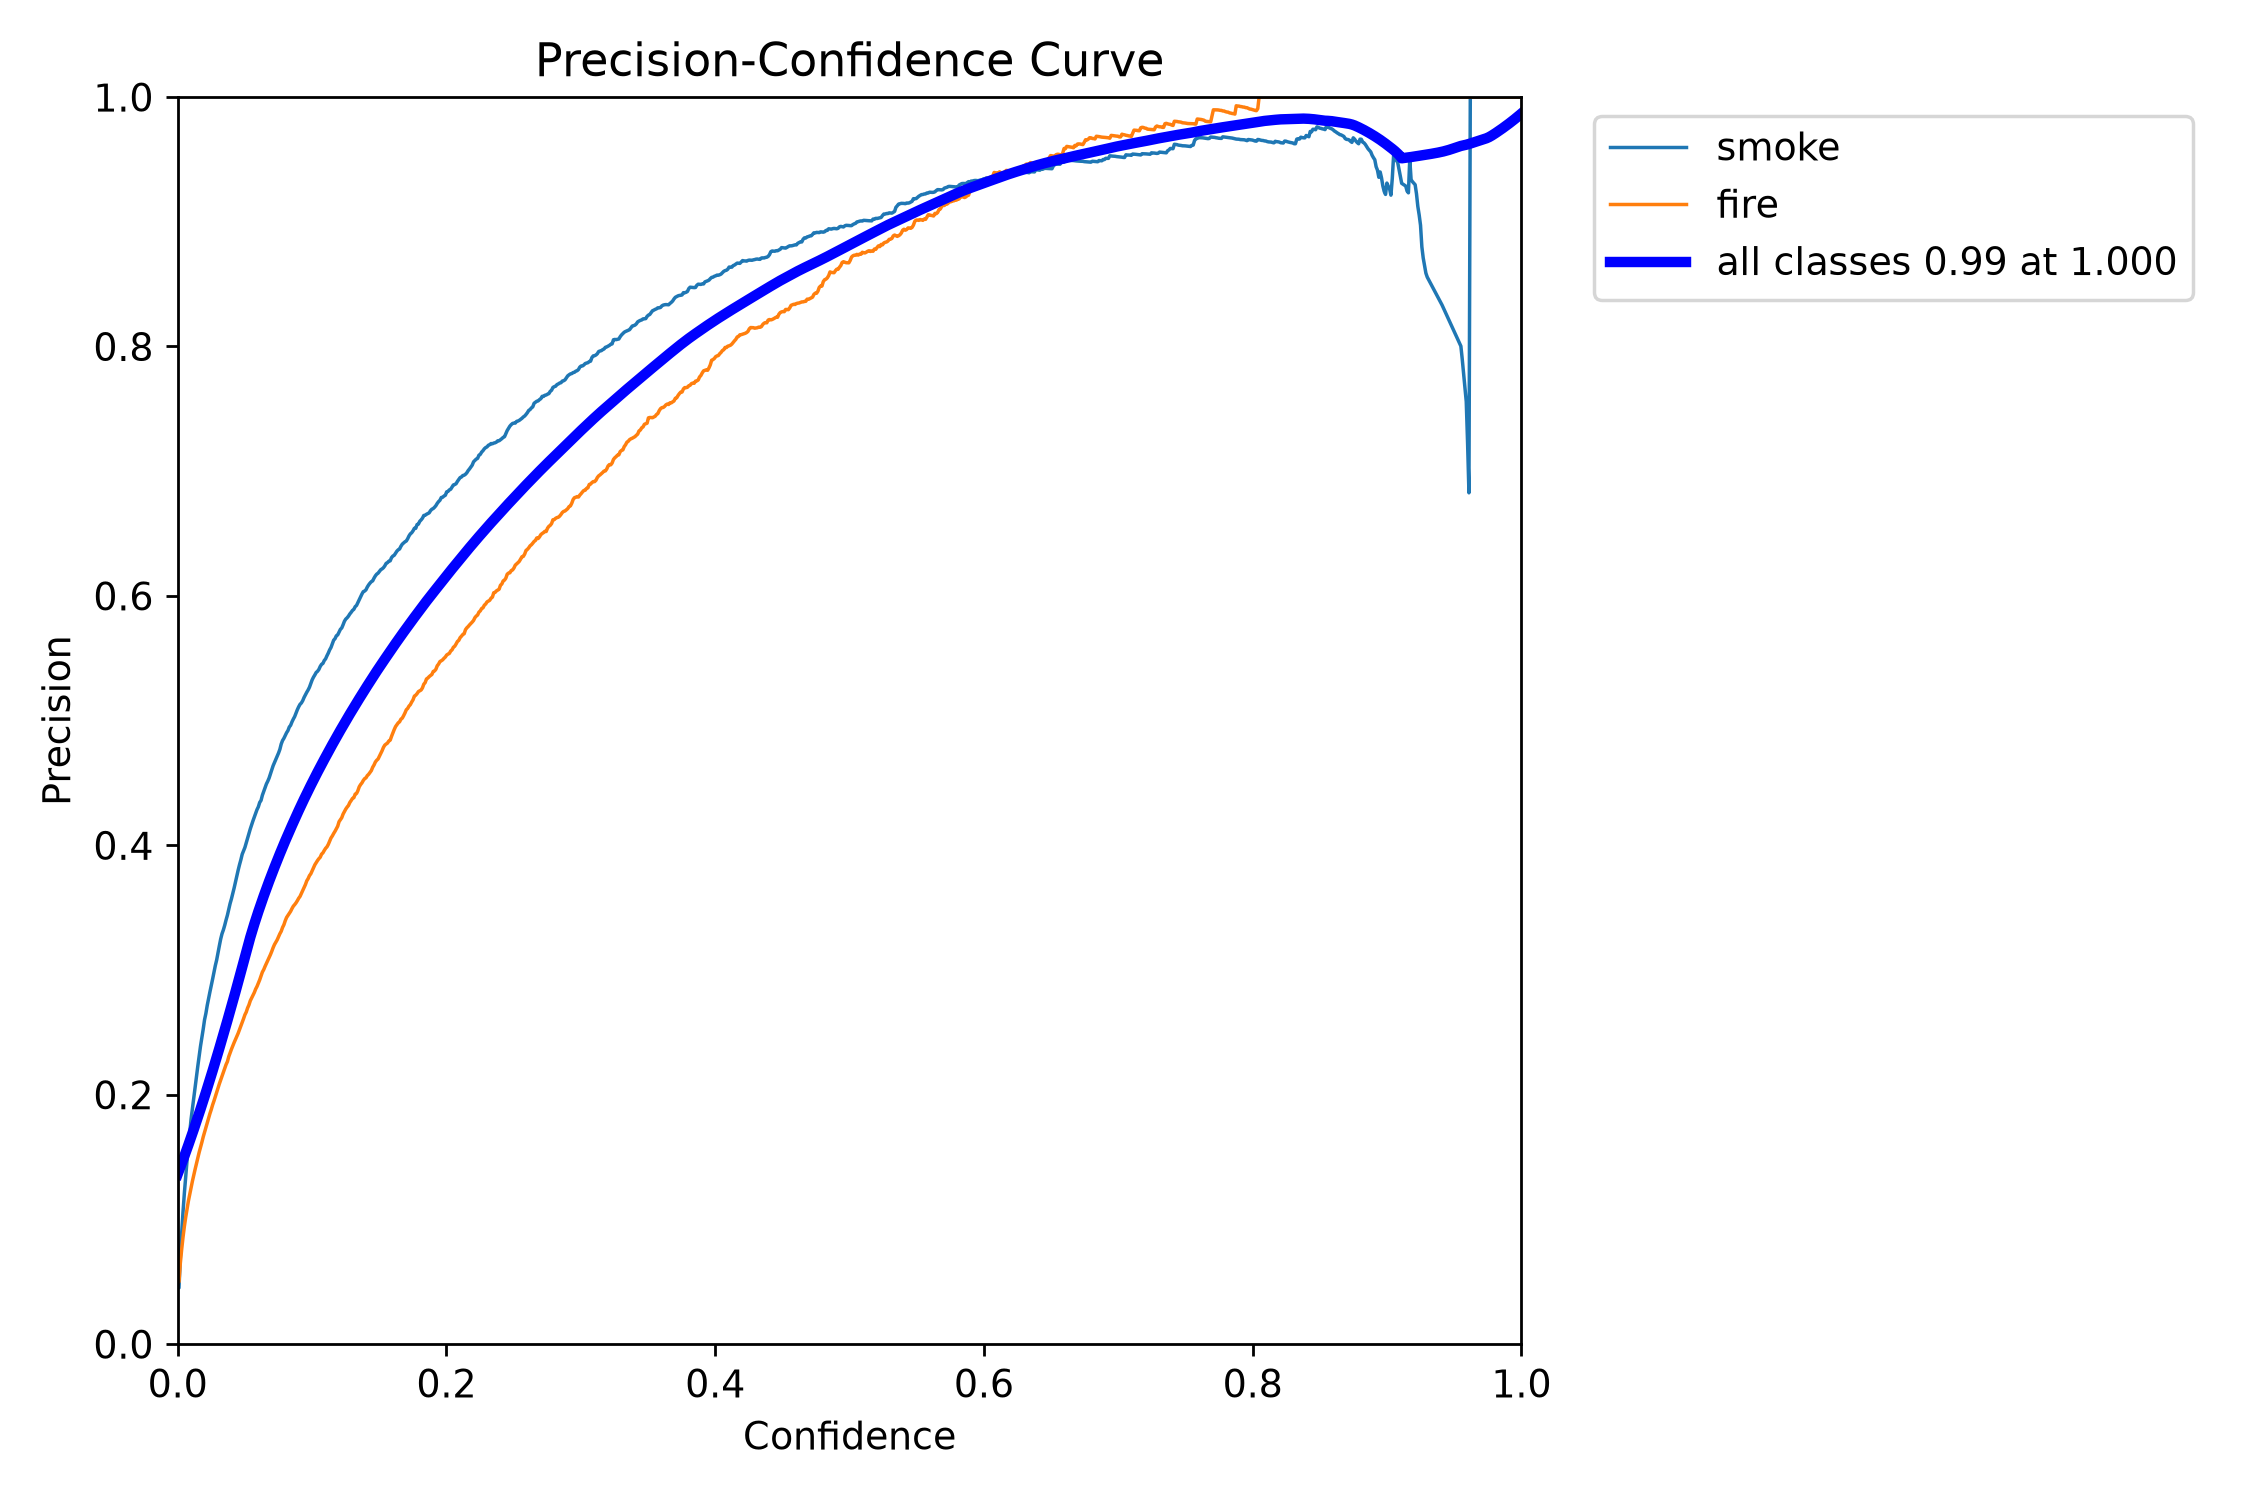 Precision-Confidence Curve
1.0
0.8
0.6
0.4
0.2
0.0
Precision
0.0 0.2 0.4 0.6 0.8 1.0
Confidence
smoke
fire
all classes 0.99 at 1.000